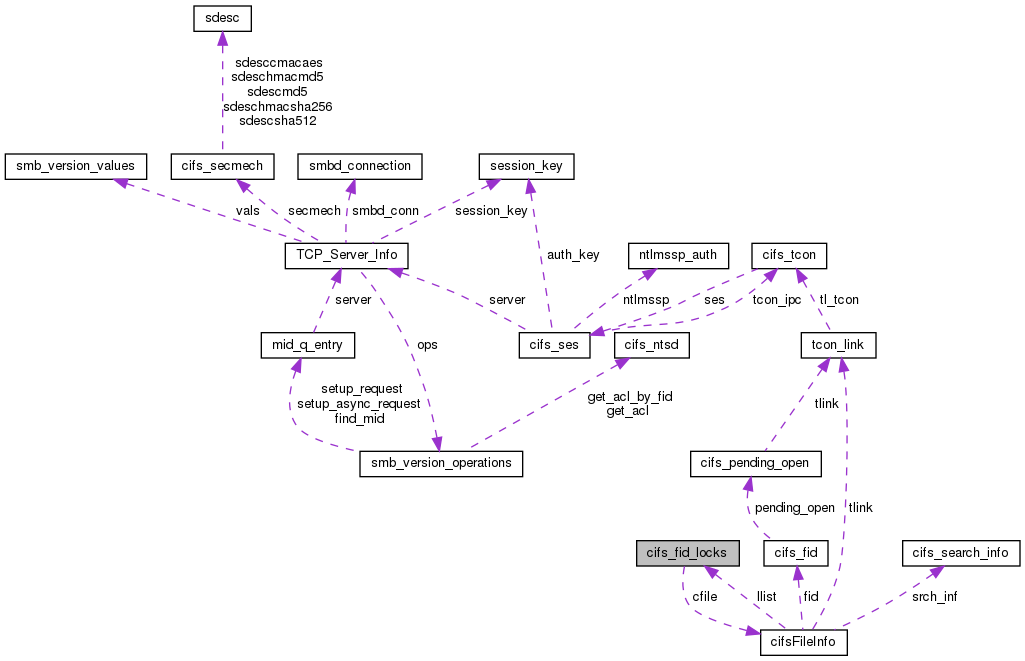 sdesc
sdesccmacaes
sdeschmacmd5
sdescmd5
sdeschmacsha256
sdescsha512
smb_version_values
cifs_secmech
smbd_connection
session_key
vals
secmech
smbd_conn
session_key
TCP_Server_Info
auth_key
ntlmssp_auth
cifs_tcon
server
server
ntlmssp
ses
tcon_ipc
tl_tcon
mid_q_entry
ops
cifs_ses
cifs_ntsd
tcon_link
setup_request
setup_async_request
find_mid
get_acl_by_fid
get_acl
tlink
smb_version_operations
cifs_pending_open
pending_open
tlink
cifs_fid_locks
cifs_fid
cifs_search_info
cfile
llist
fid
srch_inf
cifsFileInfo